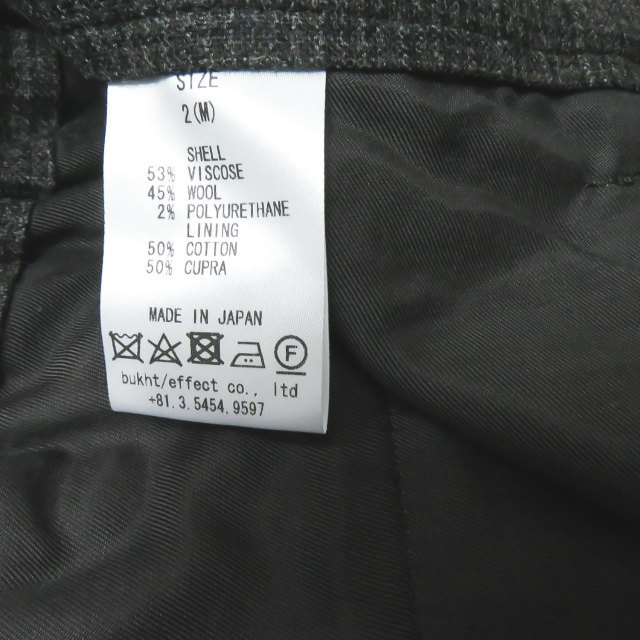 SIZE
2(M)
SHELL
53% VISCOSE
45% WOOL
2% POLYURETHANE
LINING
50% COTTON
50% CUPRA
MADE IN JAPAN
F
bukht/effect co., ltd
+81.3.5454.9597